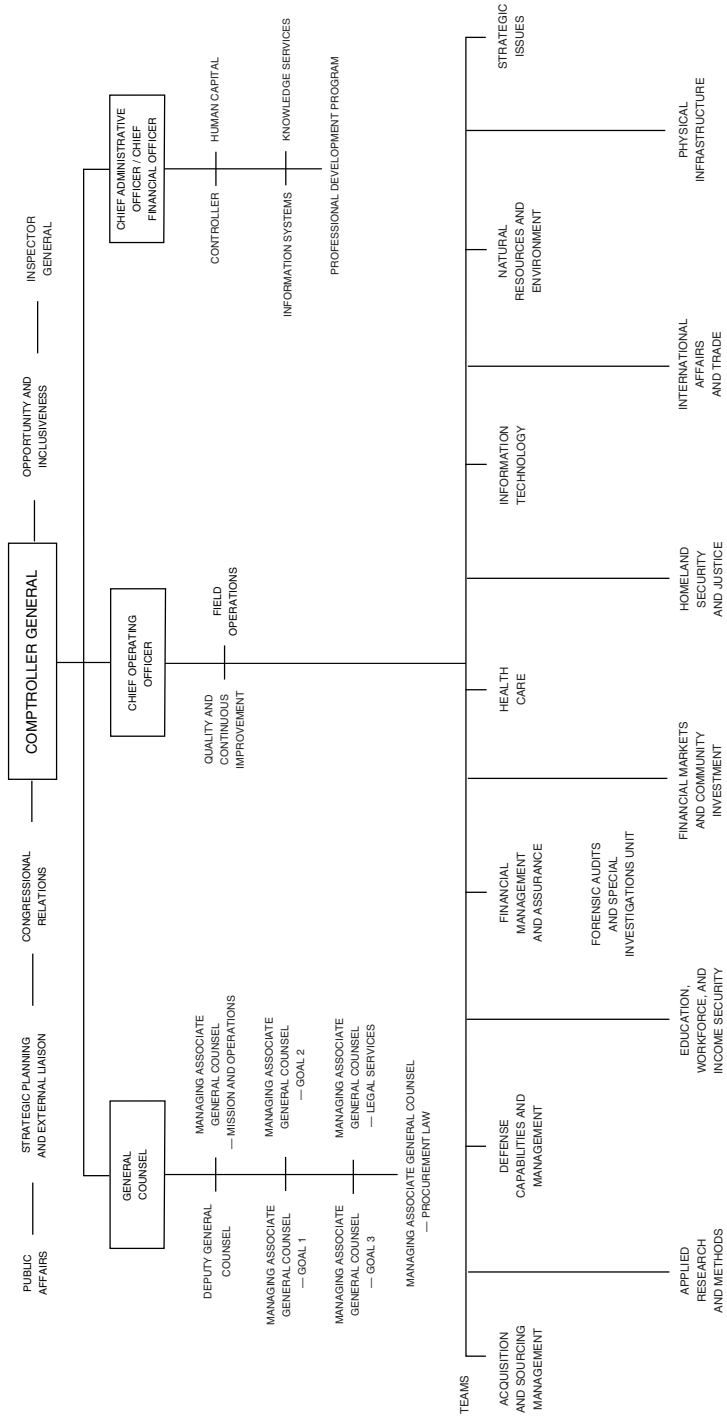 PUBLIC
AFFAIRS
STRATEGIC PLANNING
AND EXTERNAL LIAISON
CONGRESSIONAL
RELATIONS
COMPTROLLER GENERAL
OPPORTUNITY AND
INCLUSIVENESS
INSPECTOR
GENERAL
GENERAL
COUNSEL
CHIEF OPERATING
OFFICER
CHIEF ADMINISTRATIVE
OFFICER / CHIEF
FINANCIAL OFFICER
DEPUTY GENERAL
COUNSEL
MANAGING ASSOCIATE
GENERAL COUNSEL
— MISSION AND OPERATIONS
MANAGING ASSOCIATE
GENERAL COUNSEL
— GOAL 1
MANAGING ASSOCIATE
GENERAL COUNSEL
— GOAL 2
MANAGING ASSOCIATE
GENERAL COUNSEL
— GOAL 3
MANAGING ASSOCIATE
GENERAL COUNSEL
— LEGAL SERVICES
MANAGING ASSOCIATE GENERAL COUNSEL
— PROCUREMENT LAW
QUALITY AND
CONTINUOUS
IMPROVEMENT
FIELD
OPERATIONS
CONTROLLER
HUMAN CAPITAL
INFORMATION SYSTEMS
KNOWLEDGE SERVICES
PROFESSIONAL DEVELOPMENT PROGRAM
TEAMS
ACQUISITION
AND SOURCING
MANAGEMENT
DEFENSE
CAPABILITIES AND
MANAGEMENT
FINANCIAL
MANAGEMENT
AND ASSURANCE
HEALTH
CARE
INFORMATION
TECHNOLOGY
NATURAL
RESOURCES AND
ENVIRONMENT
STRATEGIC
ISSUES
FORENSIC AUDITS
AND SPECIAL
INVESTIGATIONS UNIT
APPLIED
RESEARCH
AND METHODS
EDUCATION,
WORKFORCE, AND
INCOME SECURITY
FINANCIAL MARKETS
AND COMMUNITY
INVESTMENT
HOMELAND
SECURITY
AND JUSTICE
INTERNATIONAL
AFFAIRS
AND TRADE
PHYSICAL
INFRASTRUCTURE